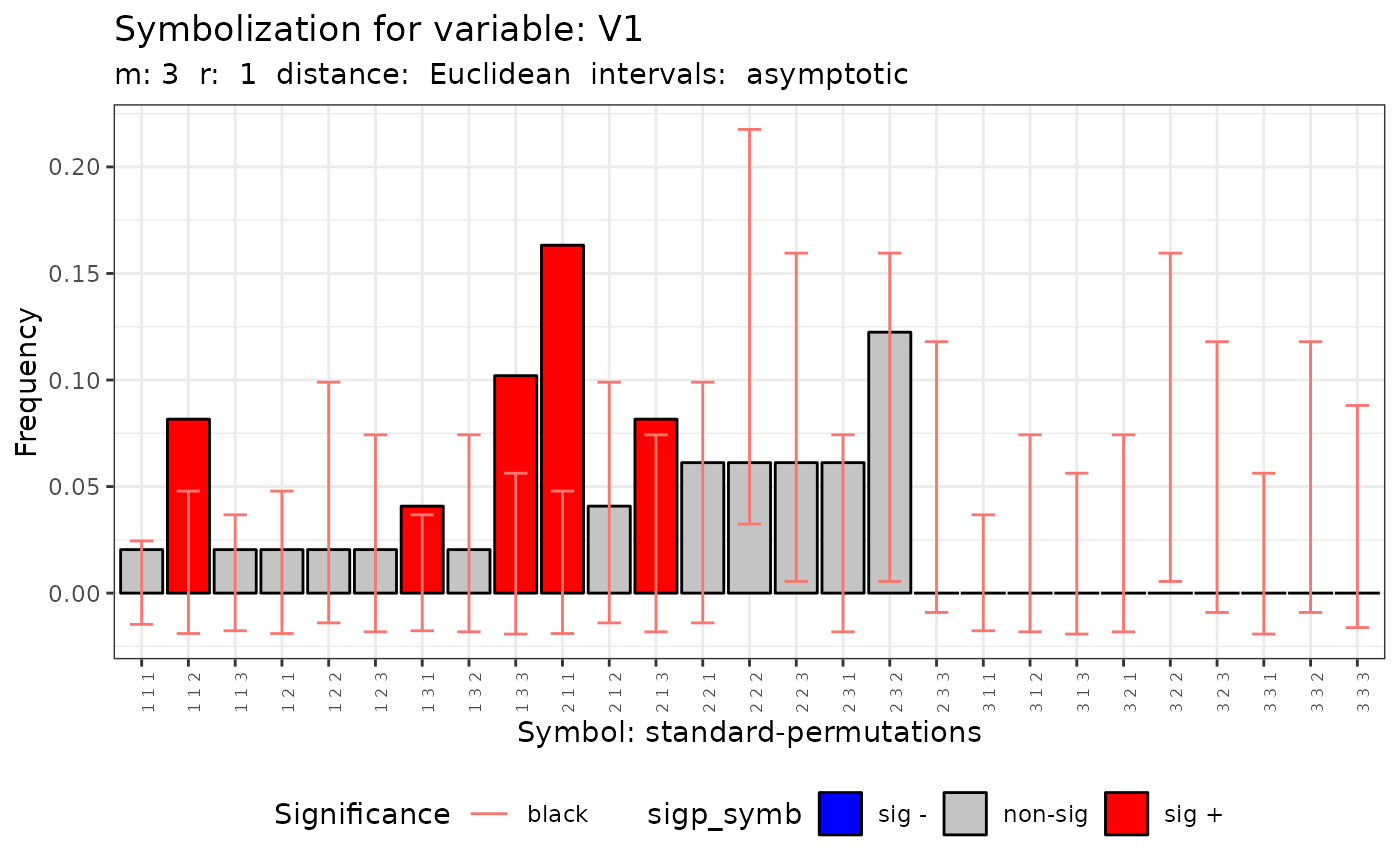 Symbolization for variable: V1
m: 3 r: 1 distance: Euclidean intervals: asymptotic
Frequency
0.20
0.15
0.10
0.05
0.00
1 1 1
1 1 2
1 1 3
1 2 1
1 2 2
1 2 3
1 3 1
1 3 2
1 3 3
2 1 1
2 1 2
2 1 3
2 2 1
2 2 2
2 2 3
2 3 1
2 3 2
2 3 3
3 1 1
3 1 2
3 1 3
3 2 1
3 2 2
3 2 3
3 3 1
3 3 2
3 3 3
Symbol: standard-permutations
Significance black sigp_symb sig - non-sig sig +